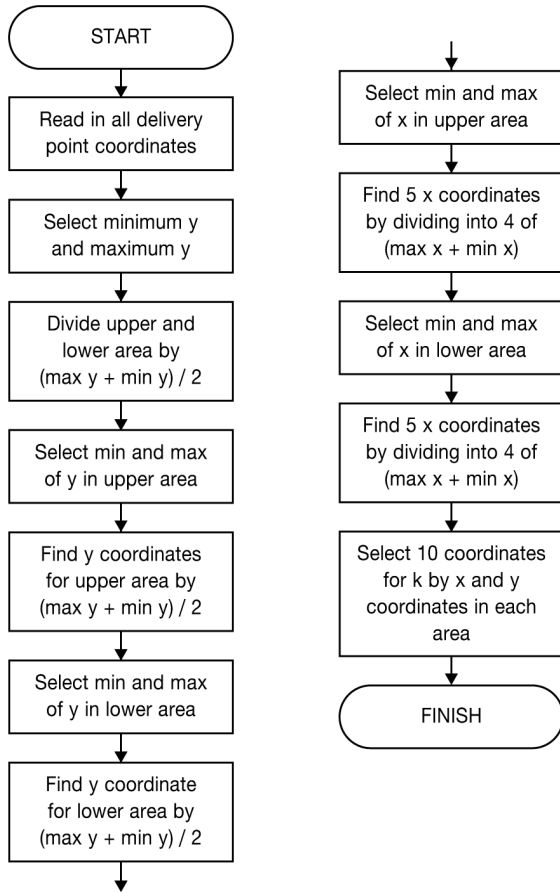 START
Read in all delivery
point coordinates
Select minimum y
and maximum y
Divide upper and
lower area by
(max y + min y) / 2
Select min and max
of y in upper area
Find y coordinates
for upper area by
(max y + min y) / 2
Select min and max
of y in lower area
Find y coordinate
for lower area by
(max y + min y) / 2
Select min and max
of x in upper area
Find 5 x coordinates
by dividing into 4 of
(max x + min x)
Select min and max
of x in lower area
Find 5 x coordinates
by dividing into 4 of
(max x + min x)
Select 10 coordinates
for k by x and y
coordinates in each
area
FINISH